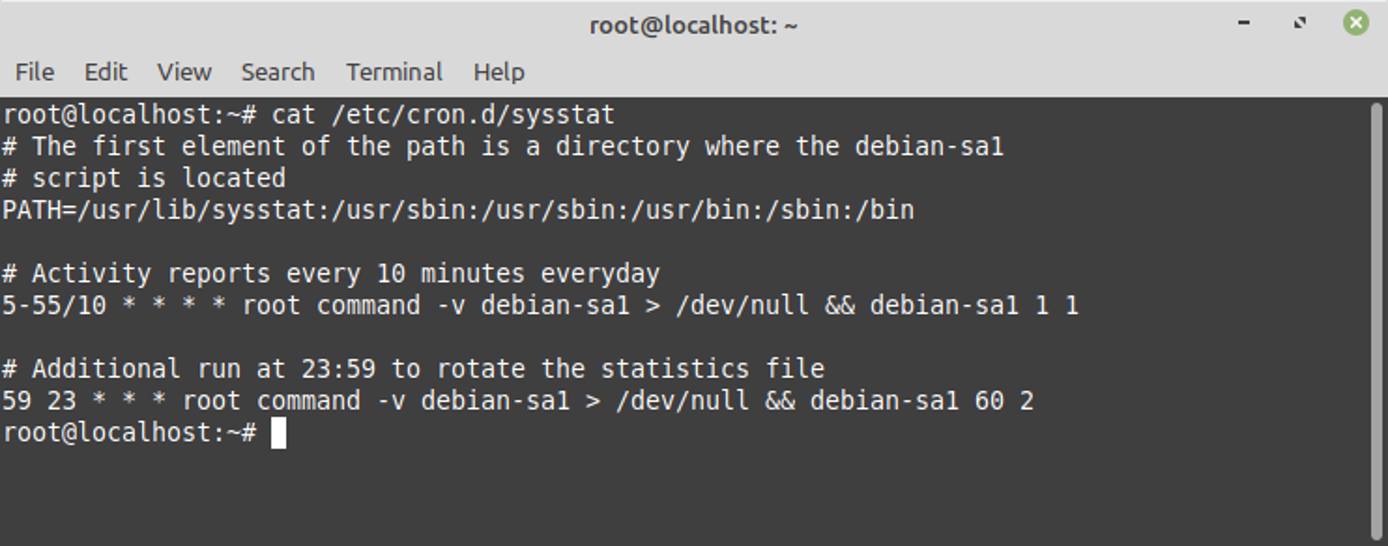 root@localhost: ~
File Edit View Search Terminal Help
root@localhost:~# cat /etc/cron.d/sysstat
# The first element of the path is a directory where the debian-sa1
# script is located
PATH=/usr/lib/sysstat:/usr/sbin:/usr/sbin:/usr/bin:/sbin:/bin

# Activity reports every 10 minutes everyday
5-55/10 * * * * root command -v debian-sa1 > /dev/null && debian-sa1 1 1

# Additional run at 23:59 to rotate the statistics file
59 23 * * * root command -v debian-sa1 > /dev/null && debian-sa1 60 2
root@localhost:~#